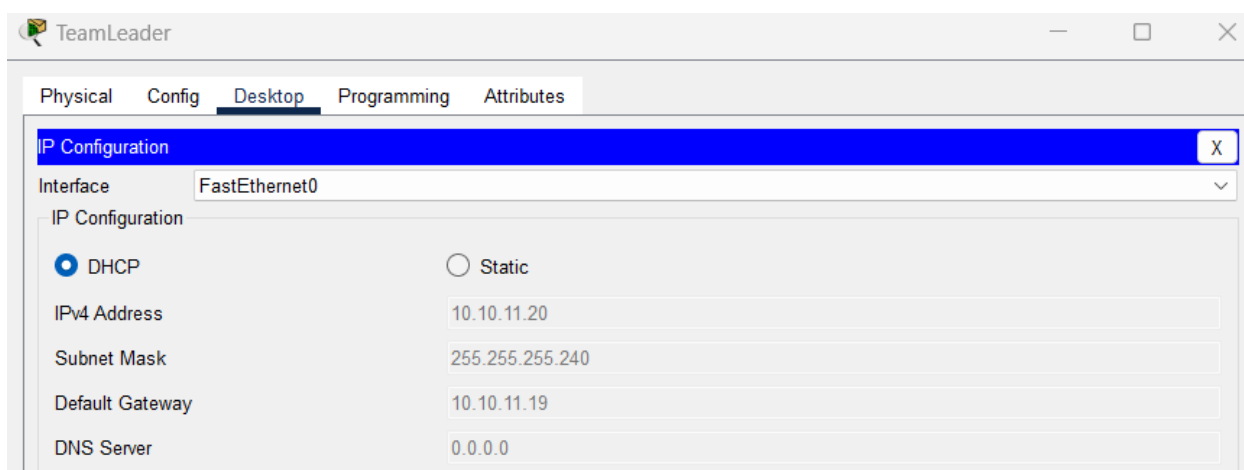 TeamLeader
Physical Config Desktop Programming Attributes
IP Configuration X
Interface FastEthernet0
IP Configuration
DHCP Static
IPv4 Address 10.10.11.20
Subnet Mask 255.255.255.240
Default Gateway 10.10.11.19
DNS Server 0.0.0.0